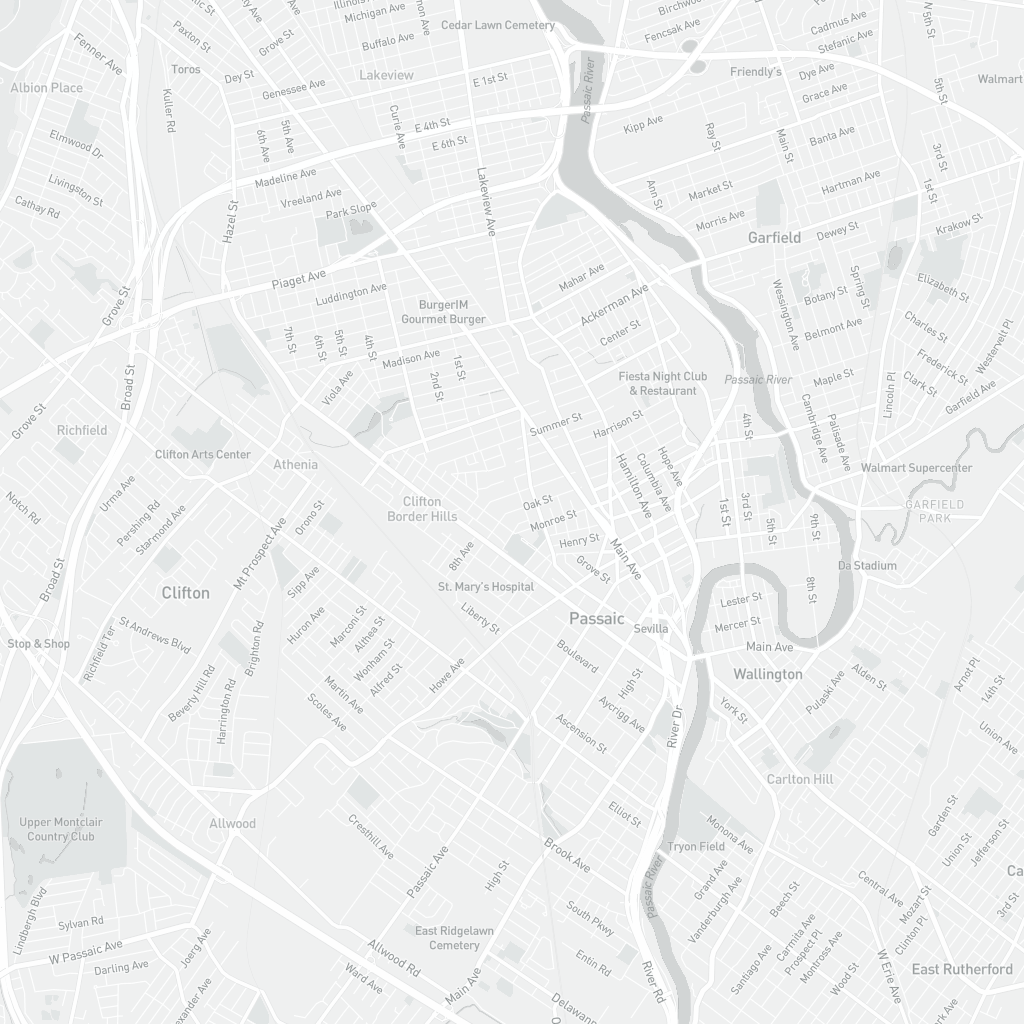 Cedar Lawn Cemetery
Michigan Ave
Buffalo Ave
Paxton St
Grove St
Fenner Ave
Toros
Dey St
Lakeview
Genessee Ave
E 1st St
Albion Place
Kuller Rd
Birchwood
Fencsak Ave
Cadmus Ave
Stefanic Ave
N 5th St
Friendly's
Dye Ave
Walmart
Grace Ave
5th St
Passaic River
Kipp Ave
Ray St
Main St
Banta Ave
3rd St
Curie Ave
E 4th St
E 6th St
6th Ave
5th Ave
Elmwood Dr
Livingston St
Cathay Rd
Madeline Ave
Vreeland Ave
Park Slope
Hazel St
Lakeview Ave
Ann St
Market St
Morris Ave
Hartman Ave
1st St
Garfield
Dewey St
Krakow St
Piaget Ave
Luddington Ave
Grove St
BurgerIM
Gourmet Burger
Mahar Ave
Ackerman Ave
Center St
Wessington Ave
Botany St
Spring St
Elizabeth St
Belmont Ave
Charles St
Westervelt Pl
Frederick St
Clark St
Garfield Ave
7th St
6th St
5th St
4th St
Madison Ave
1st St
2nd St
Viola Ave
Broad St
Fiesta Night Club
& Restaurant
Passaic River
Maple St
Lincoln Pl
Grove St
Richfield
Clifton Arts Center
Athenia
Summer St
Harrison St
4th St
Cambridge Ave
Palisade Ave
Walmart Supercenter
Notch Rd
Urma Ave
Pershing Rd
Starmond Ave
Orono St
Mt Prospect Ave
Clifton
Border Hills
Oak St
Monroe St
Henry St
Hamilton Ave
Columbia Ave
Hope Ave
1st St
3rd St
5th St
9th St
GARFIELD
PARK
Broad St
Clifton
Sipp Ave
8th Ave
St. Mary's Hospital
Grove St
Main Ave
Da Stadium
8th St
Stop & Shop
Richfield Ter
St Andrews Blvd
Brighton Rd
Huron Ave
Marconi St
Althea St
Wonham St
Alfred St
Liberty St
Passaic
Sevilla
Lester St
Mercer St
Main Ave
Wallington
Boulevard
High St
Howe Ave
Beverly Hill Rd
Harrington Rd
Martin Ave
Scoles Ave
Aycrigg Ave
Ascension St
River Dr
York St
Pulaski Ave
Alden St
Arnot Pl
14th St
Union Ave
Carlton Hill
Upper Montclair
Country Club
Allwood
Cresthill Ave
Passaic Ave
Elliot St
Brook Ave
High St
Monona Ave
Tryon Field
Passaic River
Grand Ave
Vanderburgh Ave
Beech St
Garden St
Union St
Jefferson St
Central Ave
Mozart St
Clinton Pl
3rd St
Lindbergh Blvd
Sylvan Rd
W Passaic Ave
Darling Ave
Joerg Ave
Allwood Rd
Ward Ave
East Ridgelawn
Cemetery
Main Ave
South Pkwy
Entin Rd
River Rd
Santiago Ave
Carmita Ave
Prospect Pl
Montross Ave
Wood St
W Erie Ave
East Rutherford